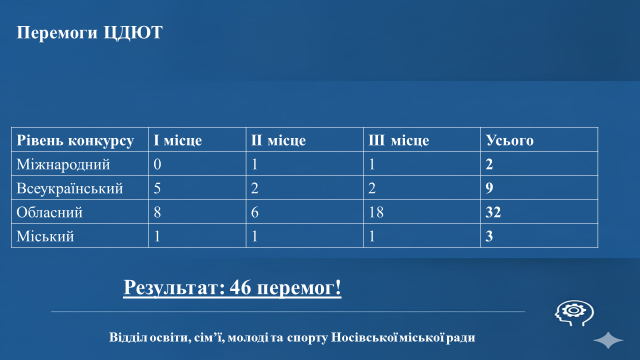 Перемоги ЦДЮТ
Рівень конкурсу І місце ІІ місце ІІІ місце Усього
Міжнародний 0 1 1 2
Всеукраїнський 5 2 2 9
Обласний 8 6 18 32
Міський 1 1 1 3
Результат: 46 перемог!
Відділ освіти, сім’ї, молоді та спорту Носівської міської ради